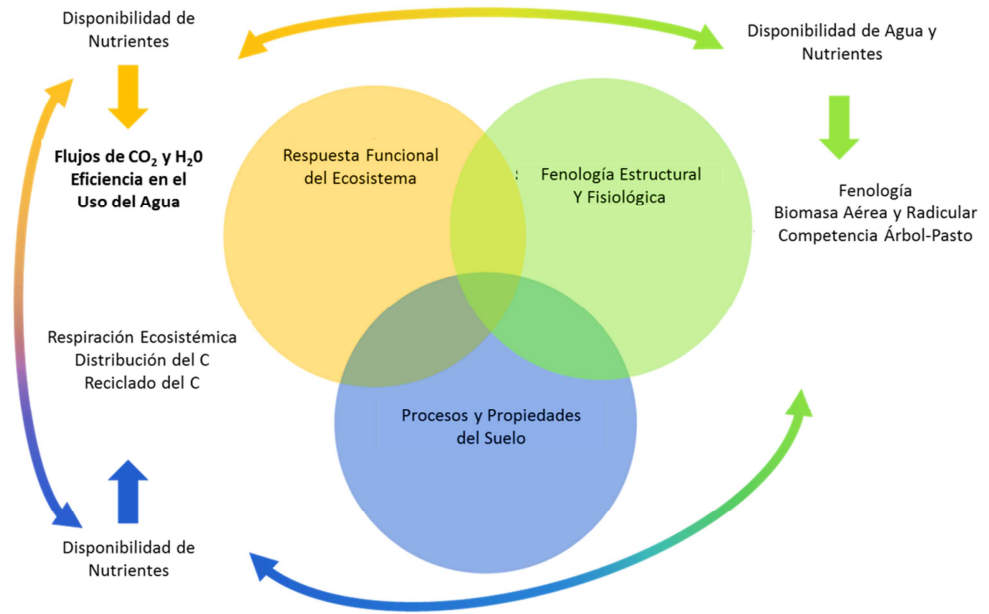 Disponibilidad de
Nutrientes
Disponibilidad de Agua y
Nutrientes
Flujos de CO₂ y H₂0
Eficiencia en el
Uso del Agua
Respuesta Funcional
del Ecosistema
:
Fenología Estructural
Y Fisiológica
Fenología
Biomasa Aérea y Radicular
Competencia Árbol-Pasto
Respiración Ecosistémica
Distribución del C
Reciclado del C
Procesos y Propiedades
del Suelo
Disponibilidad de
Nutrientes